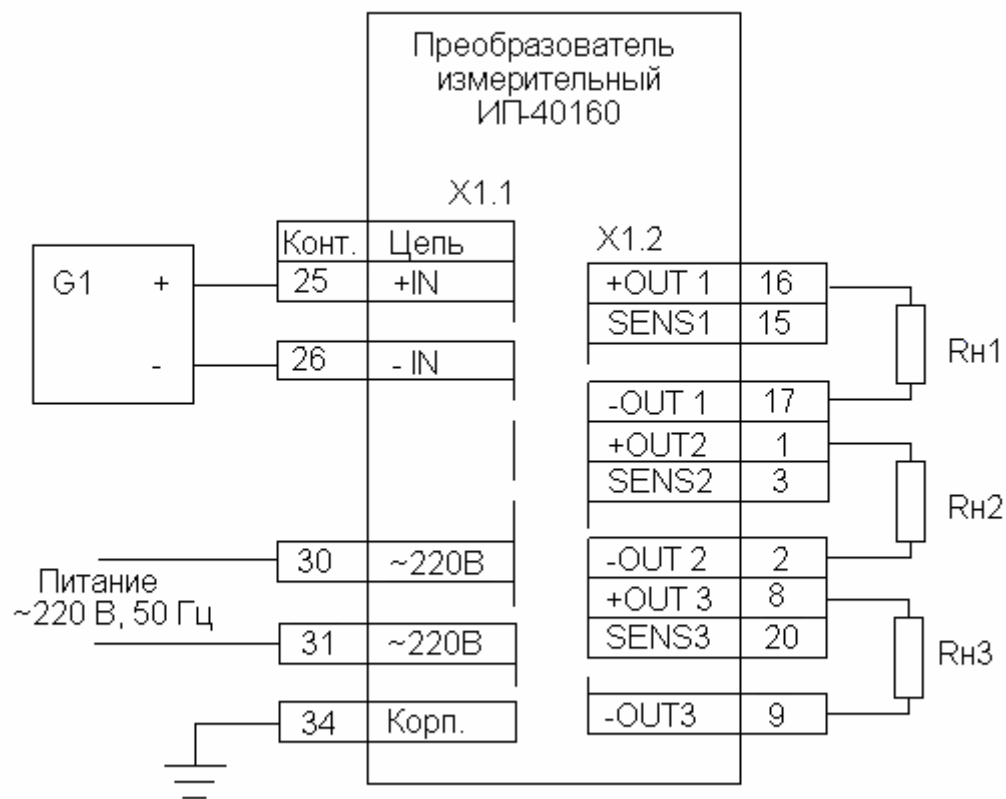 Преобразователь
измерительный
ИП-40160
X1.1
Конт. Цепь
25 +IN
26 - IN
30 ~220В
31 ~220В
34 Корп.
G1 +
-
Питание
~220 В, 50 Гц
X1.2
+OUT 1 16
SENS1 15
-OUT 1 17
+OUT2 1
SENS2 3
-OUT 2 2
+OUT 3 8
SENS3 20
-OUT3 9
Rн1
Rн2
Rн3